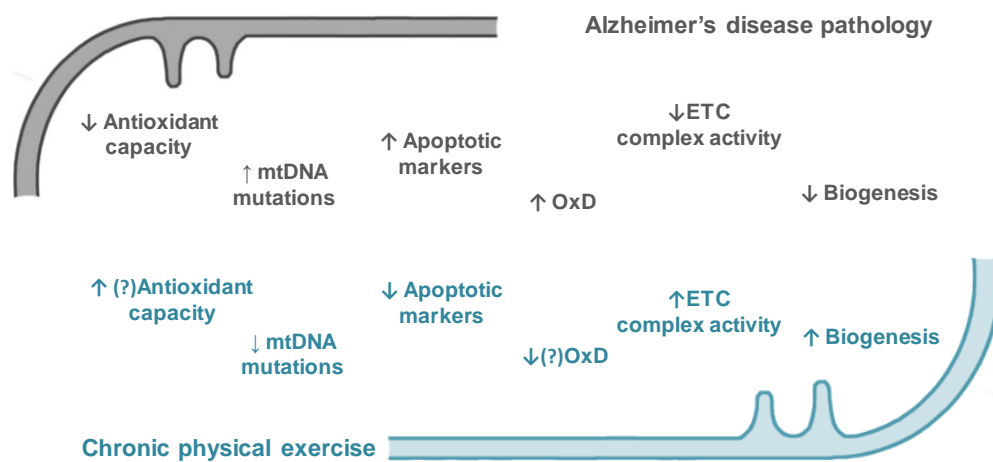 Alzheimer's disease pathology
↓ Antioxidant
capacity
↑ mtDNA
mutations
↑ Apoptotic
markers
↑ OxD
↓ETC
complex activity
↓ Biogenesis
↑ (?)Antioxidant
capacity
↓ mtDNA
mutations
↓ Apoptotic
markers
↓(?)OxD
↑ETC
complex activity
↑ Biogenesis
Chronic physical exercise